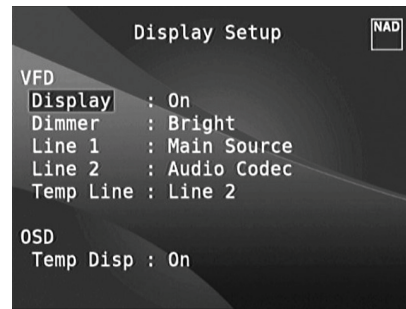 Display Setup
NAD
VFD
Display : On
Dimmer : Bright
Line 1 : Main Source
Line 2 : Audio Codec
Temp Line : Line 2
OSD
Temp Disp : On